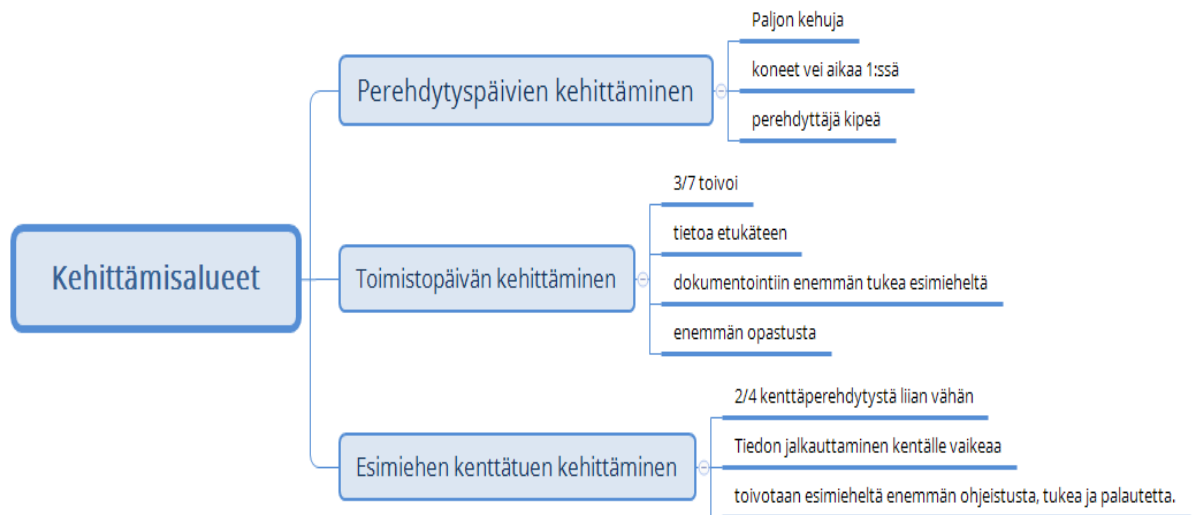 Kehittämisalueet
Perehdytyspäivien kehittäminen
Paljon kehuja
koneet vei aikaa 1:ssä
perehdyttäjä kipeä
Toimistopäivän kehittäminen
3/7 toivoi
tietoa etukäteen
dokumentointiin enemmän tukea esimieheltä
enemmän opastusta
Esimiehen kenttätuen kehittäminen
2/4 kenttäperehdytystä liian vähän
Tiedon jalkauttaminen kentälle vaikeaa
toivotaan esimieheltä enemmän ohjeistusta, tukea ja palautetta.